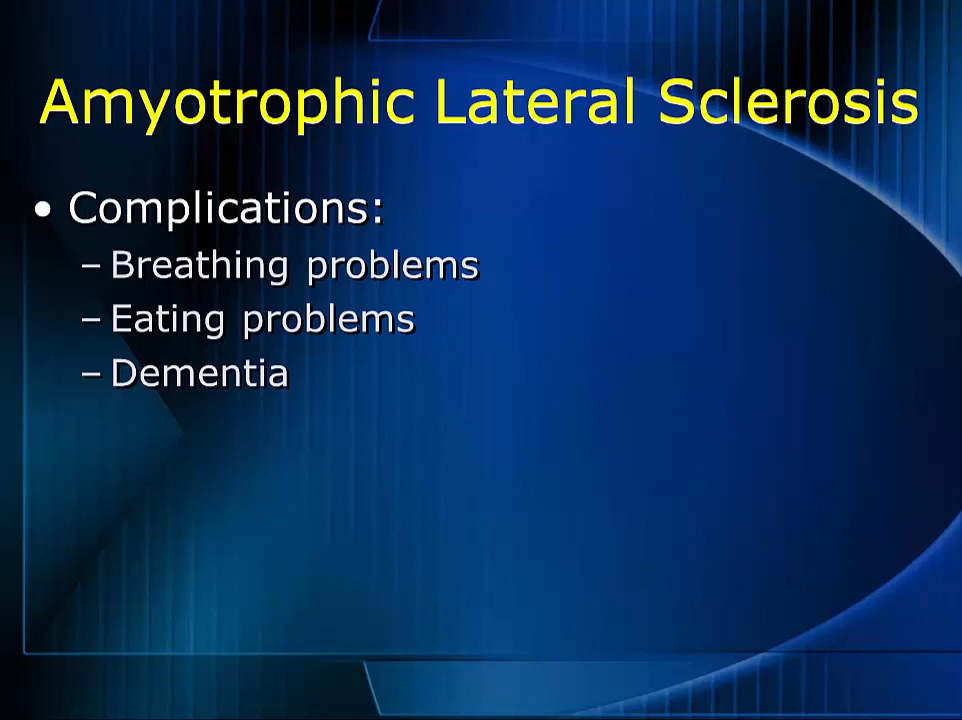 Amyotrophic Lateral Sclerosis
• Complications:
– Breathing problems
– Eating problems
– Dementia